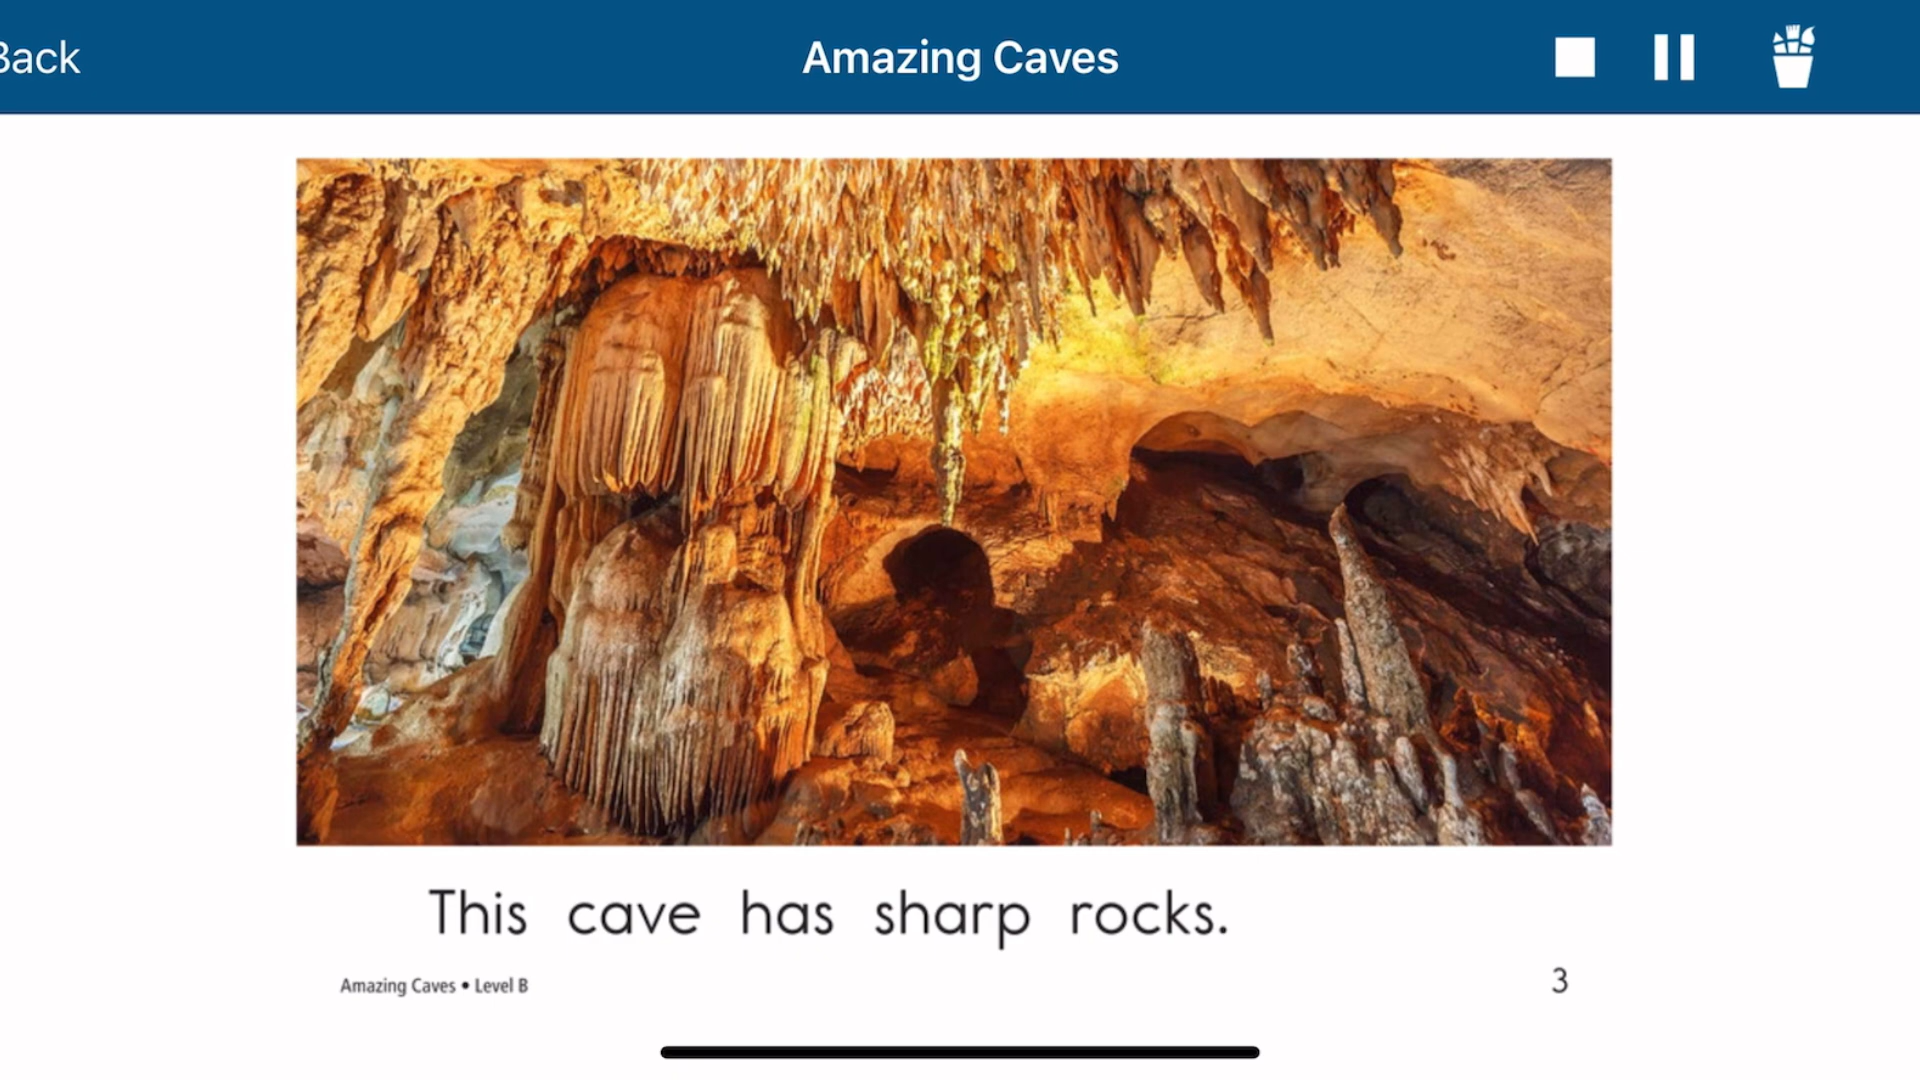 Back
Amazing Caves
This cave has sharp rocks.
Amazing Caves • Level B
3